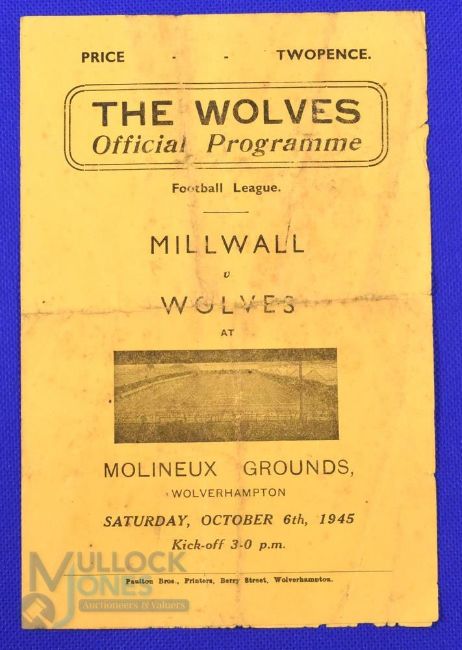 PRICE - - TWOPENCE.
THE WOLVES
Official Programme
Football League.
MILLWALL
v
WOLVES
AT
MOLINEUX GROUNDS,
WOLVERHAMPTON
SATURDAY, OCTOBER 6th, 1945
Kick-off 3-0 p.m.
Paulton Bros., Printers, Berry Street, Wolverhampton.
MULLOCK
JONES
Auctioneers & Valuers